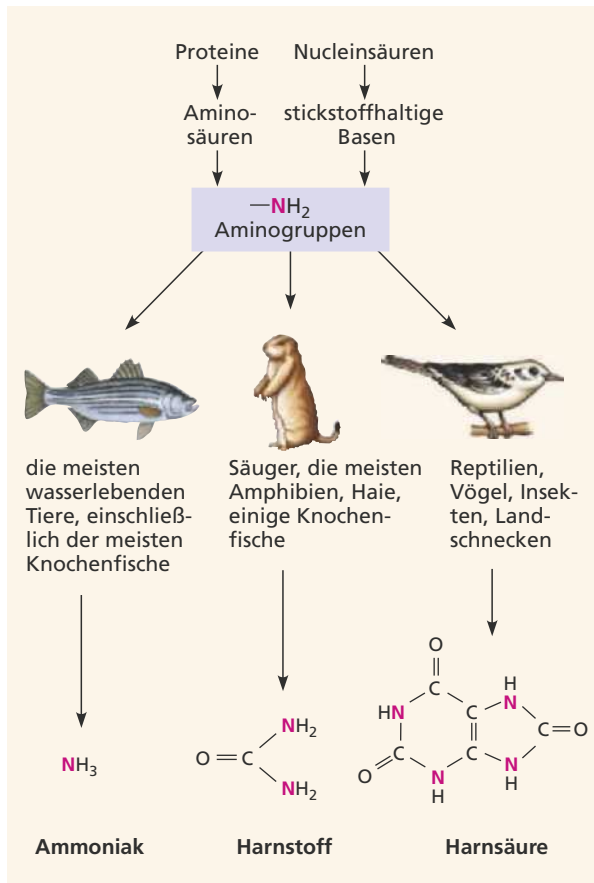 Proteine Nucleinsäuren
Amino- stickstoffhaltige
säuren Basen
—NH₂
Aminogruppen
die meisten
wasserlebenden
Tiere, einschließ-
lich der meisten
Knochenfische
Säuger, die meisten
Amphibien, Haie,
einige Knochen-
fische
Reptilien,
Vögel, Insek-
ten, Land-
schnecken
NH₃
NH₂
O=C
NH₂
O
C
H
HN C N
C=O
C C
O N N
H H
Ammoniak Harnstoff Harnsäure